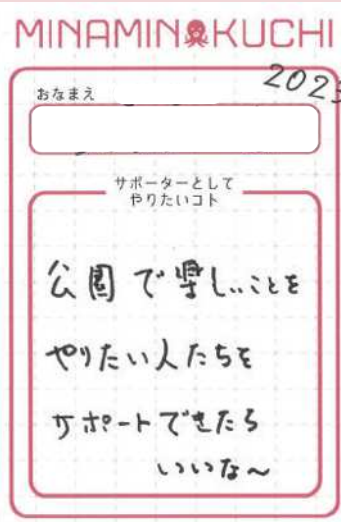 MINAMINOKUCHI
2023
おなまえ
サポーターとして
やりたいコト
公園で楽しいことを
やりたい人たちを
サポートできたら
いいな～